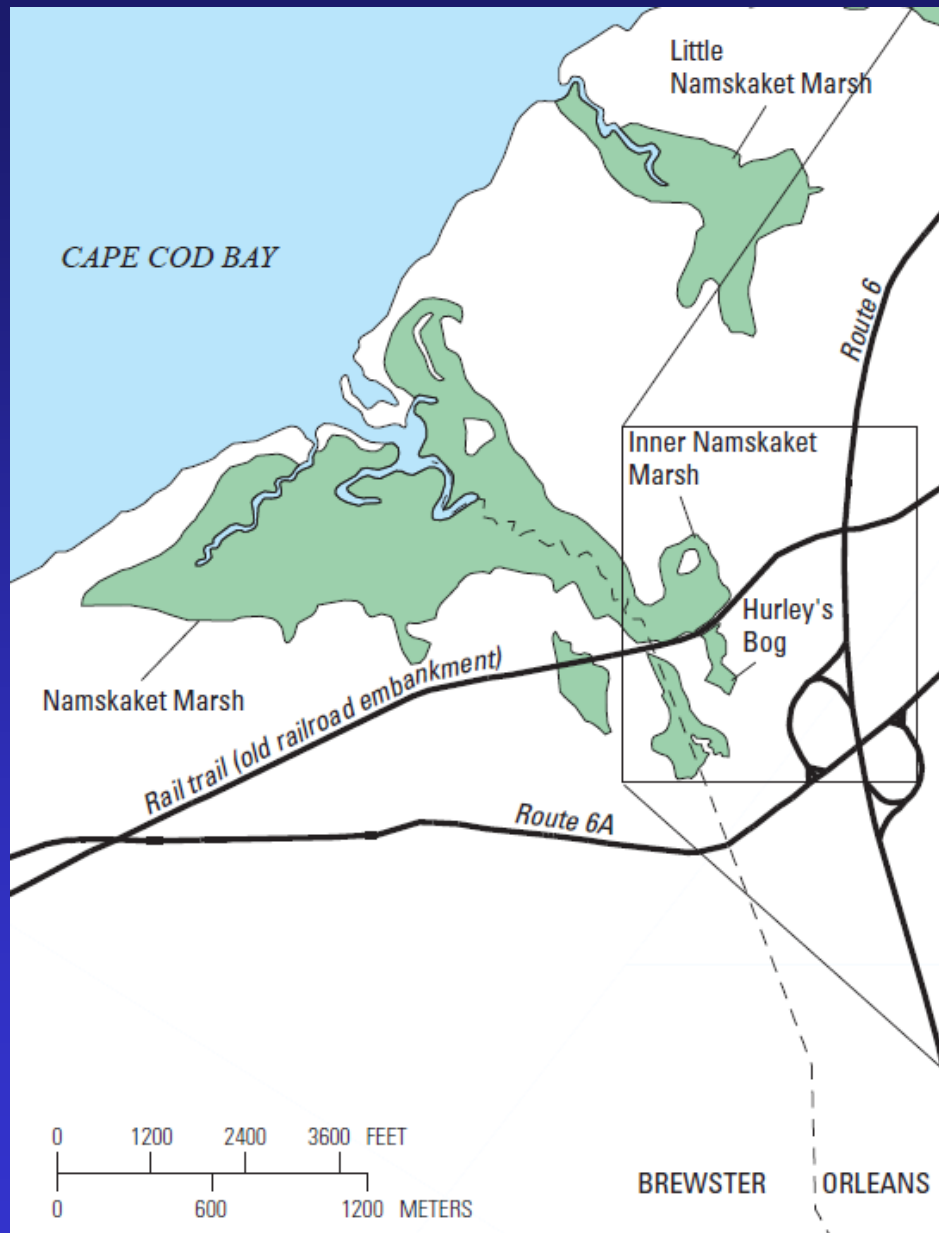 Little
Namskaket Marsh
CAPE COD BAY
Route 6
Inner Namskaket
Marsh
Hurley's
Bog
Namskaket Marsh
Rail trail (old railroad embankment)
Route 6A
0 1200 2400 3600 FEET
0 600 1200 METERS
BREWSTER ORLEANS